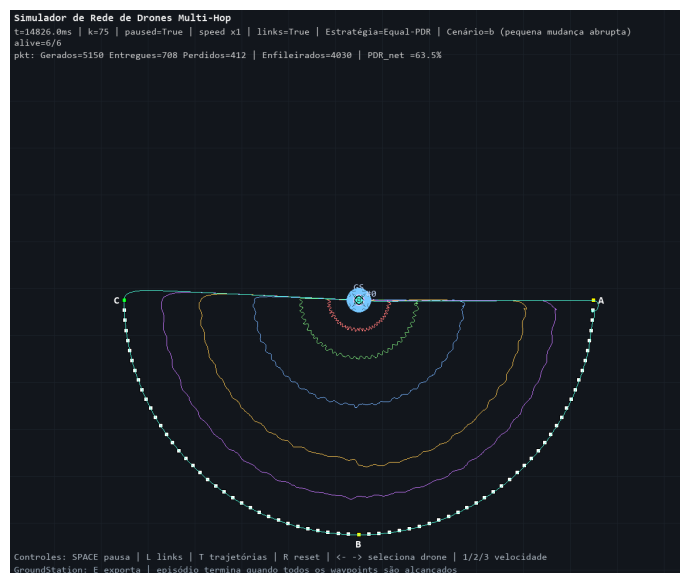 Simulador de Rede de Drones Multi-Hop
t=14826.0ms | k=75 | paused=True | speed x1 | links=True | Estratégia=Equal-PDR | Cenário=b (pequena mudança abrupta)
alive=6/6
pkt: Gerados=5150 Entregues=708 Perdidos=412 | Enfileirados=4030 | PDR_net =63.5%
GS
C
A
B
Controles: SPACE pausa | L links | T trajetórias | R reset | <- -> seleciona drone | 1/2/3 velocidade
GroundStation: E exporta | episódio termina quando todos os waypoints são alcançados